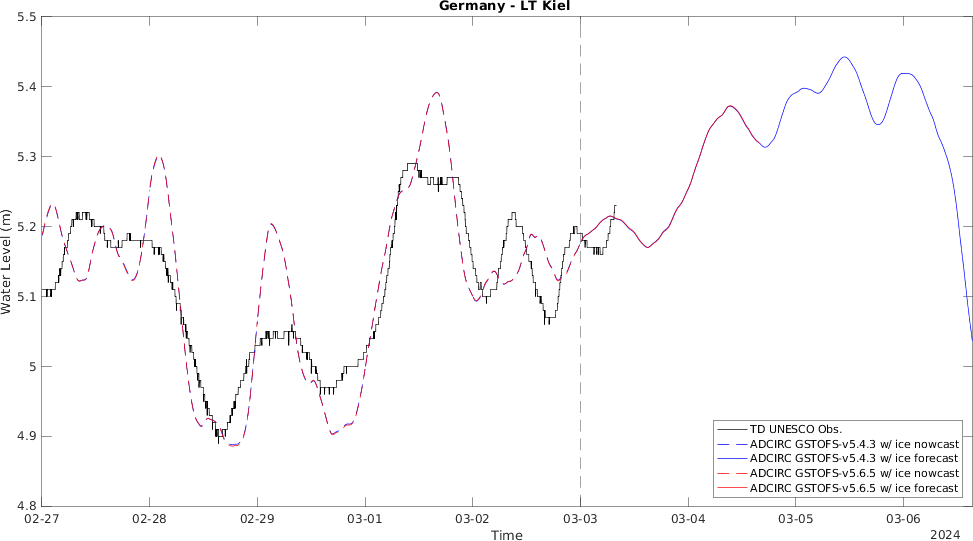 Germany - LT Kiel
5.5
5.4
5.3
5.2
5.1
5
4.9
4.8
Water Level (m)
02-27 02-28 02-29 03-01 03-02 03-03 03-04 03-05 03-06
Time
2024
TD UNESCO Obs.
ADCIRC GSTOFS-v5.4.3 w/ ice nowcast
ADCIRC GSTOFS-v5.4.3 w/ ice forecast
ADCIRC GSTOFS-v5.6.5 w/ ice nowcast
ADCIRC GSTOFS-v5.6.5 w/ ice forecast